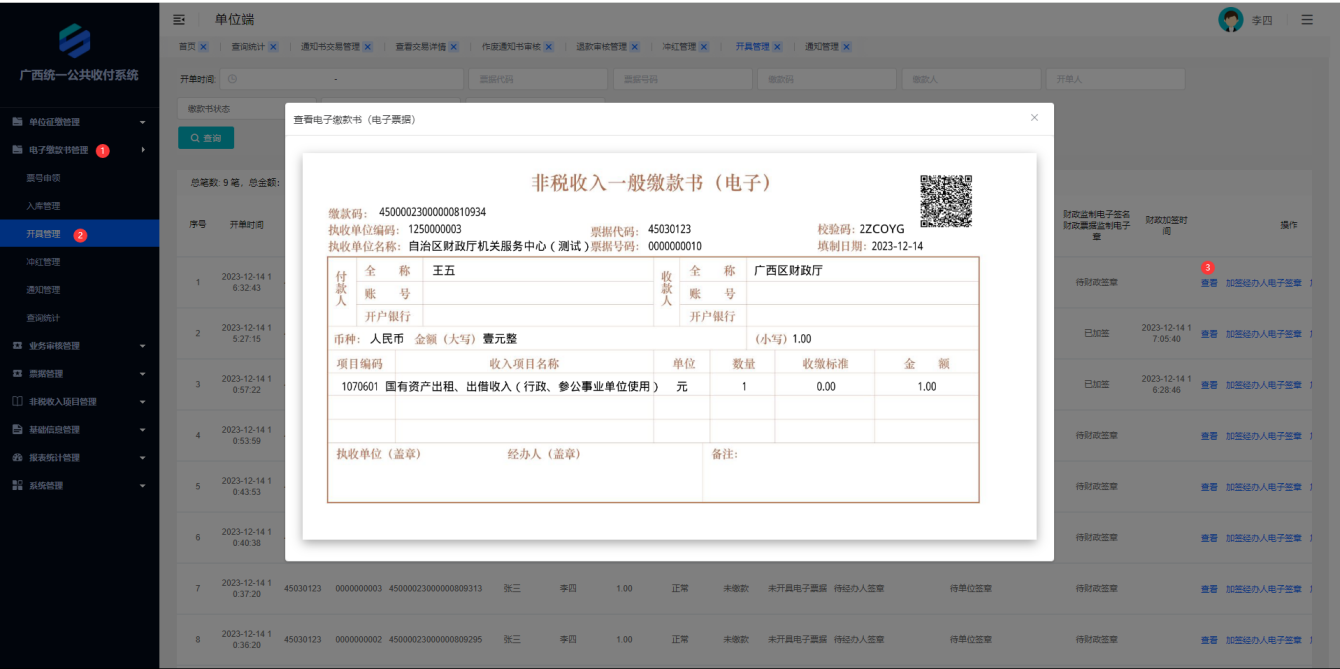 单位端
李四
广西统一公共收付系统
首页 查询统计 通知书交易管理 查看交易详情 作废通知书审核 退款审核管理 冲红管理 开具管理 通知管理
开单时间: - 票据代码 票据号码 缴款码 缴款人 开单人
缴款书状态
查询
单位征缴管理
电子缴款书管理 1
票号申领
入库管理
开具管理 2
冲红管理
通知管理
查询统计
业务审核管理
票据管理
非税收入项目管理
基础信息管理
报表统计管理
系统管理
总笔数: 9 笔, 总金额:
查看电子缴款书（电子票据）
非税收入一般缴款书（电子）
缴款码: 45000023000000810934
执收单位编码: 1250000003 票据代码: 45030123 校验码: 2ZCOYG
执收单位名称: 自治区财政厅机关服务中心（测试） 票据号码: 0000000010 填制日期: 2023-12-14
付款人 全 称 王五 收款人 全 称 广西区财政厅
账 号 账 号
开户银行 开户银行
币种: 人民币 金额（大写）壹元整 （小写）1.00
项目编码 收入项目名称 单位 数量 收缴标准 金 额
1070601 国有资产出租、出借收入（行政、参公事业单位使用） 元 1 0.00 1.00
执收单位（盖章） 经办人（盖章） 备注:
序号 开单时间 财政监制电子签名财政票据监制电子章 财政加签时间 操作
1 2023-12-14 16:32:43 待财政签章 3 查看 加签经办人电子签章
2 2023-12-14 15:27:15 已加签 2023-12-14 17:05:40 查看 加签经办人电子签章
3 2023-12-14 10:57:22 已加签 2023-12-14 16:28:46 查看 加签经办人电子签章
4 2023-12-14 10:53:59 待财政签章 查看 加签经办人电子签章
5 2023-12-14 10:43:53 待财政签章 查看 加签经办人电子签章
6 2023-12-14 10:40:38 待财政签章 查看 加签经办人电子签章
7 2023-12-14 10:37:20 45030123 0000000003 45000023000000809313 张三 李四 1.00 正常 未缴款 未开具电子票据 待经办人签章 待单位签章 待财政签章 查看 加签经办人电子签章
8 2023-12-14 10:36:20 45030123 0000000002 45000023000000809295 张三 李四 1.00 正常 未缴款 未开具电子票据 待经办人签章 待单位签章 待财政签章 查看 加签经办人电子签章